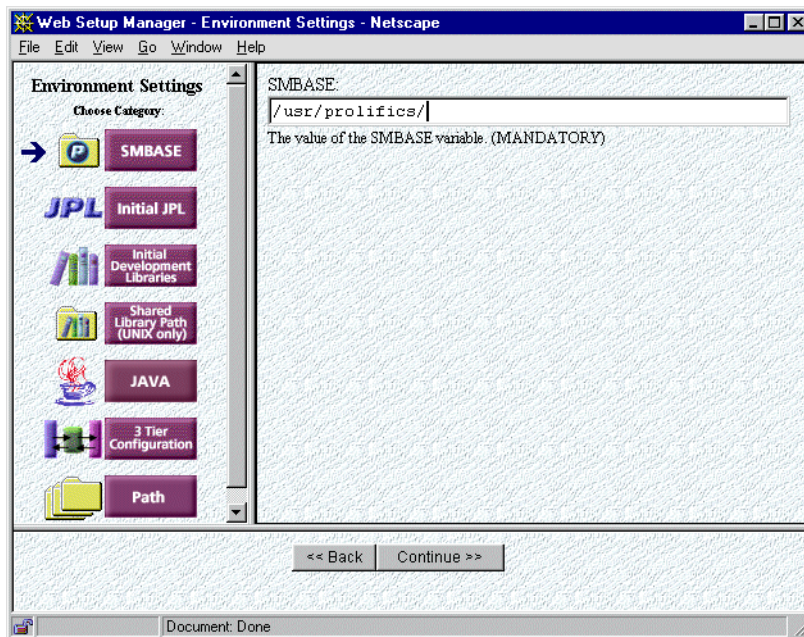 Web Setup Manager - Environment Settings - Netscape
File Edit View Go Window Help
Environment Settings
Choose Category:
P
SMBASE
JPL
Initial JPL
Initial
Development
Libraries
Shared
Library Path
(UNIX only)
JAVA
3 Tier
Configuration
Path
SMBASE:
/usr/prolifics/
The value of the SMBASE variable. (MANDATORY)
<< Back
Continue >>
Document: Done